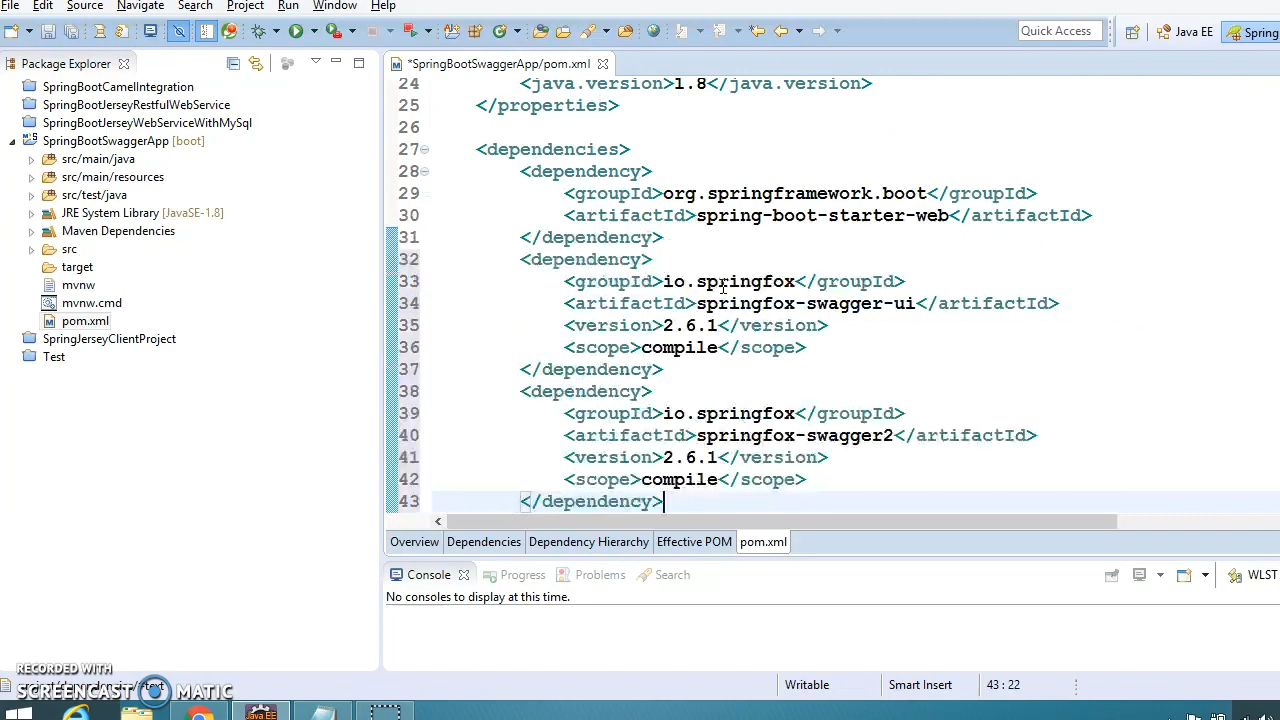 File Edit Source Navigate Search Project Run Window Help
Quick Access
Java EE
Spring
Package Explorer
*SpringBootSwaggerApp/pom.xml
SpringBootCamelIntegration
SpringBootJerseyRestfulWebService
SpringBootJerseyWebServiceWithMySql
SpringBootSwaggerApp [boot]
src/main/java
src/main/resources
src/test/java
JRE System Library [JavaSE-1.8]
Maven Dependencies
src
target
mvnw
mvnw.cmd
pom.xml
SpringJerseyClientProject
Test
24 <java.version>1.8</java.version>
25 </properties>
26
27 <dependencies>
28 <dependency>
29 <groupId>org.springframework.boot</groupId>
30 <artifactId>spring-boot-starter-web</artifactId>
31 </dependency>
32 <dependency>
33 <groupId>io.springfox</groupId>
34 <artifactId>springfox-swagger-ui</artifactId>
35 <version>2.6.1</version>
36 <scope>compile</scope>
37 </dependency>
38 <dependency>
39 <groupId>io.springfox</groupId>
40 <artifactId>springfox-swagger2</artifactId>
41 <version>2.6.1</version>
42 <scope>compile</scope>
43 </dependency>
Overview Dependencies Dependency Hierarchy Effective POM pom.xml
Console Progress Problems Search
WLST
No consoles to display at this time.
Writable Smart Insert 43 : 22
RECORDED WITH
SCREENCAST MATIC
Java EE